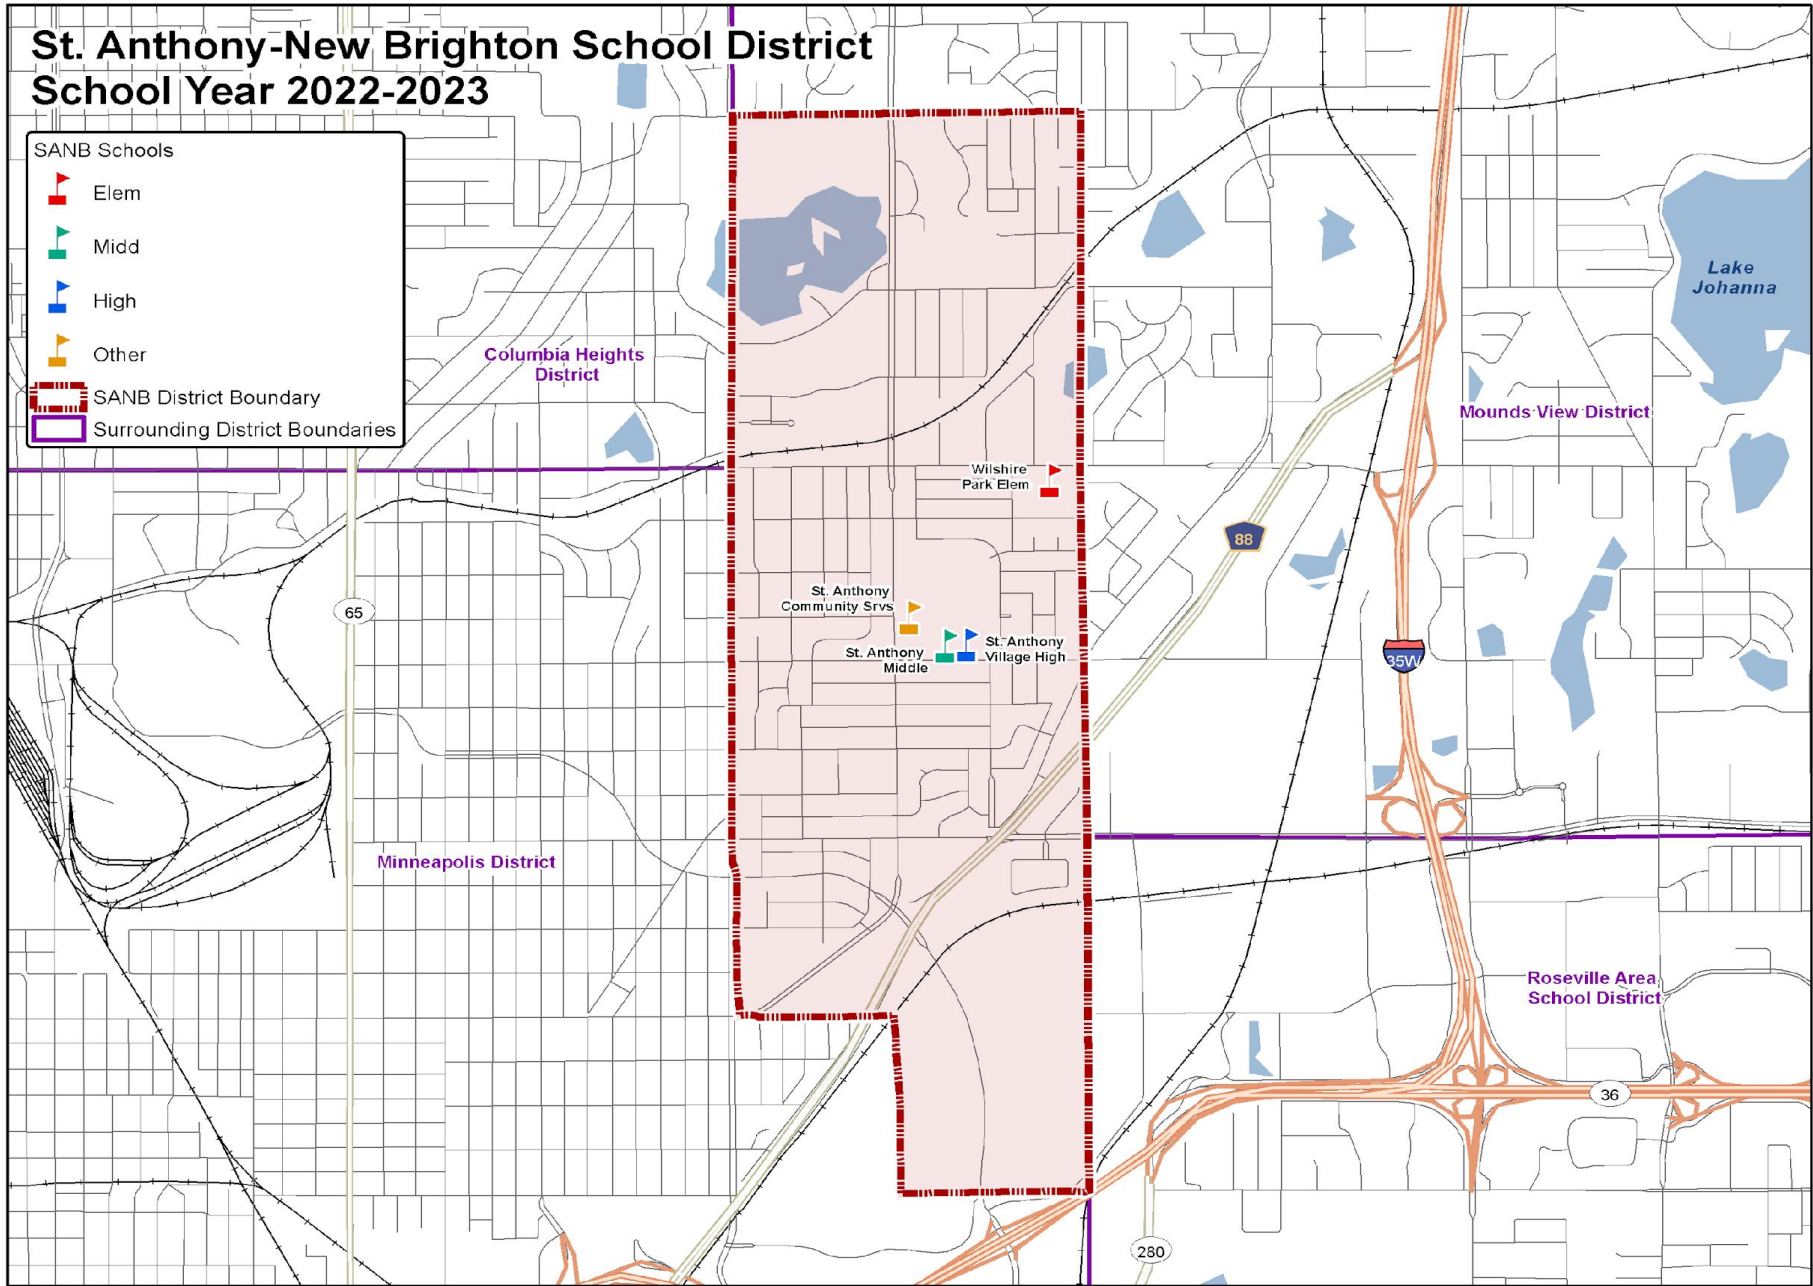 St. Anthony-New Brighton School District
School Year 2022-2023
SANB Schools
Elem
Midd
High
Other
SANB District Boundary
Surrounding District Boundaries
Columbia Heights
District
Lake
Johanna
Mounds View District
Wilshire
Park Elem
88
St. Anthony
Community Srvs
65
St. Anthony
Middle
St. Anthony
Village High
35W
Minneapolis District
Roseville Area
School District
36
280